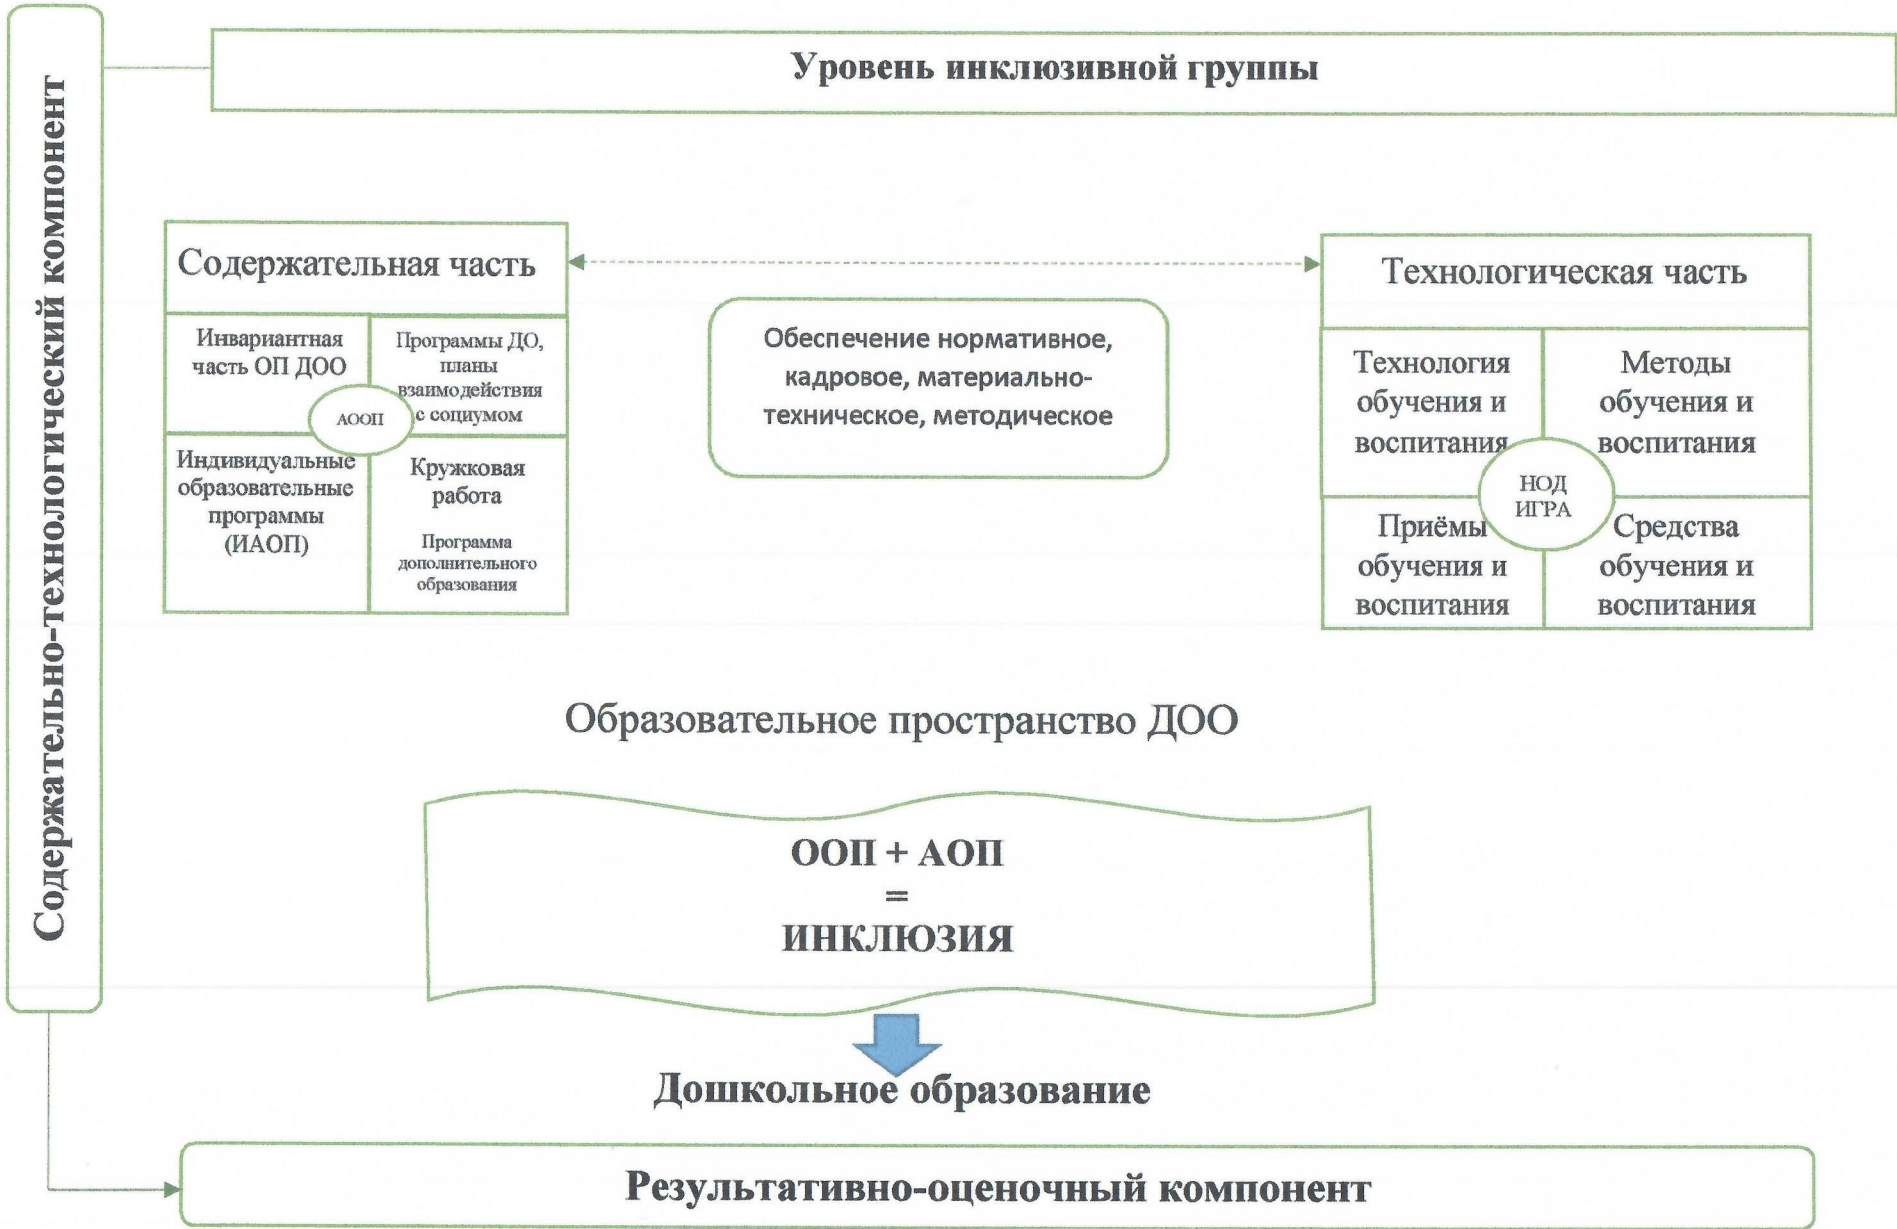 Содержательно-технологический компонент
Уровень инклюзивной группы
Содержательная часть
Инвариантная
часть ОП ДОО
Программы ДО,
планы
взаимодействия
с социумом
АООП
Индивидуальные
образовательные
программы
(ИАОП)
Кружковая
работа
Программа
дополнительного
образования
Обеспечение нормативное,
кадровое, материально-
техническое, методическое
Технологическая часть
Технология
обучения и
воспитания
Методы
обучения и
воспитания
НОД
ИГРА
Приёмы
обучения и
воспитания
Средства
обучения и
воспитания
Образовательное пространство ДОО
ООП + АОП
=
ИНКЛЮЗИЯ
Дошкольное образование
Результативно-оценочный компонент